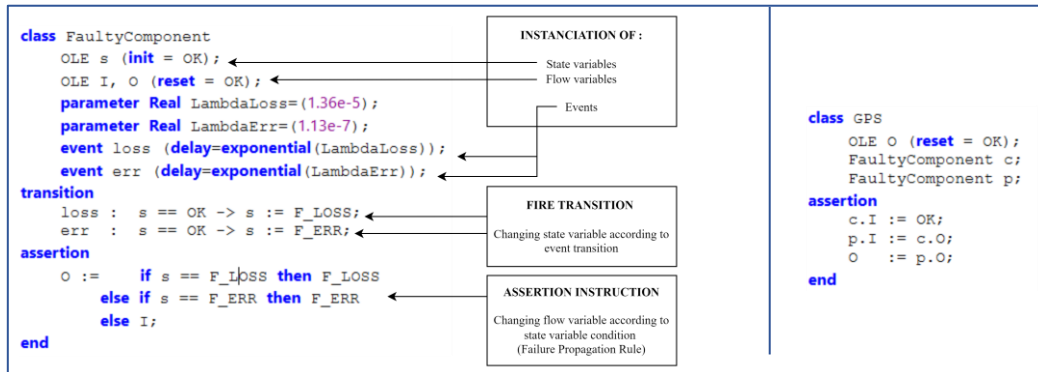 class FaultyComponent
OLE s (init = OK);
OLE I, O (reset = OK);
parameter Real LambdaLoss=(1.36e-5);
parameter Real LambdaErr=(1.13e-7);
event loss (delay=exponential(LambdaLoss));
event err (delay=exponential(LambdaErr));
transition
loss : s == OK -> s := F_LOSS;
err : s == OK -> s := F_ERR;
assertion
O := if s == F_LOSS then F_LOSS
else if s == F_ERR then F_ERR
else I;
end
INSTANCIATION OF :
State variables
Flow variables
Events
FIRE TRANSITION
Changing state variable according to
event transition
ASSERTION INSTRUCTION
Changing flow variable according to
state variable condition
(Failure Propagation Rule)
class GPS
OLE O (reset = OK);
FaultyComponent c;
FaultyComponent p;
assertion
c.I := OK;
p.I := c.O;
O := p.O;
end